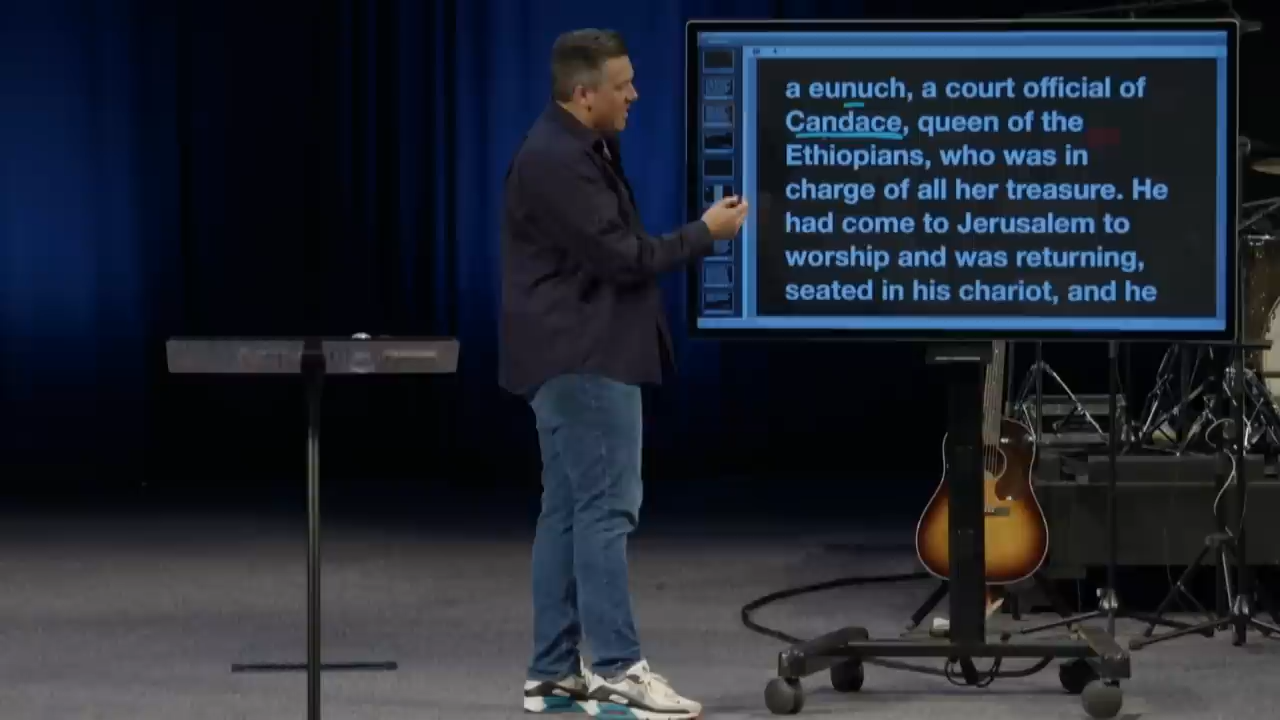 a eunuch, a court official of
Candace, queen of the
Ethiopians, who was in
charge of all her treasure. He
had come to Jerusalem to
worship and was returning,
seated in his chariot, and he